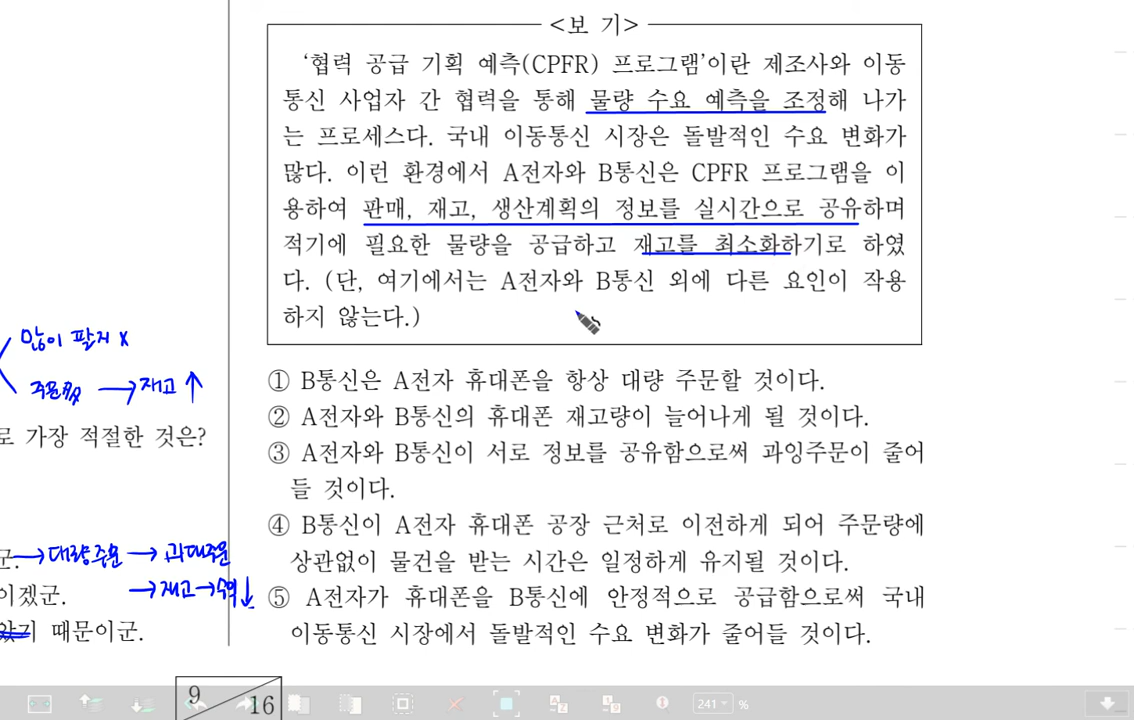 <보 기>
‘협력 공급 기획 예측(CPFR) 프로그램’이란 제조사와 이동
통신 사업자 간 협력을 통해 물량 수요 예측을 조정해 나가
는 프로세스다. 국내 이동통신 시장은 돌발적인 수요 변화가
많다. 이런 환경에서 A전자와 B통신은 CPFR 프로그램을 이
용하여 판매, 재고, 생산계획의 정보를 실시간으로 공유하며
적기에 필요한 물량을 공급하고 재고를 최소화하기로 하였
다. (단, 여기에서는 A전자와 B통신 외에 다른 요인이 작용
하지 않는다.)
① B통신은 A전자 휴대폰을 항상 대량 주문할 것이다.
② A전자와 B통신의 휴대폰 재고량이 늘어나게 될 것이다.
③ A전자와 B통신이 서로 정보를 공유함으로써 과잉주문이 줄어
들 것이다.
④ B통신이 A전자 휴대폰 공장 근처로 이전하게 되어 주문량에
상관없이 물건을 받는 시간은 일정하게 유지될 것이다.
⑤ A전자가 휴대폰을 B통신에 안정적으로 공급함으로써 국내
이동통신 시장에서 돌발적인 수요 변화가 줄어들 것이다.
많이 팔지 x
→ 재고 ↑
로 가장 적절한 것은?
군. → 대량주문 → 과대주문
→ 재고 → 수익 ↓
이겠군.
았기 때문이군.
9
16
241 %